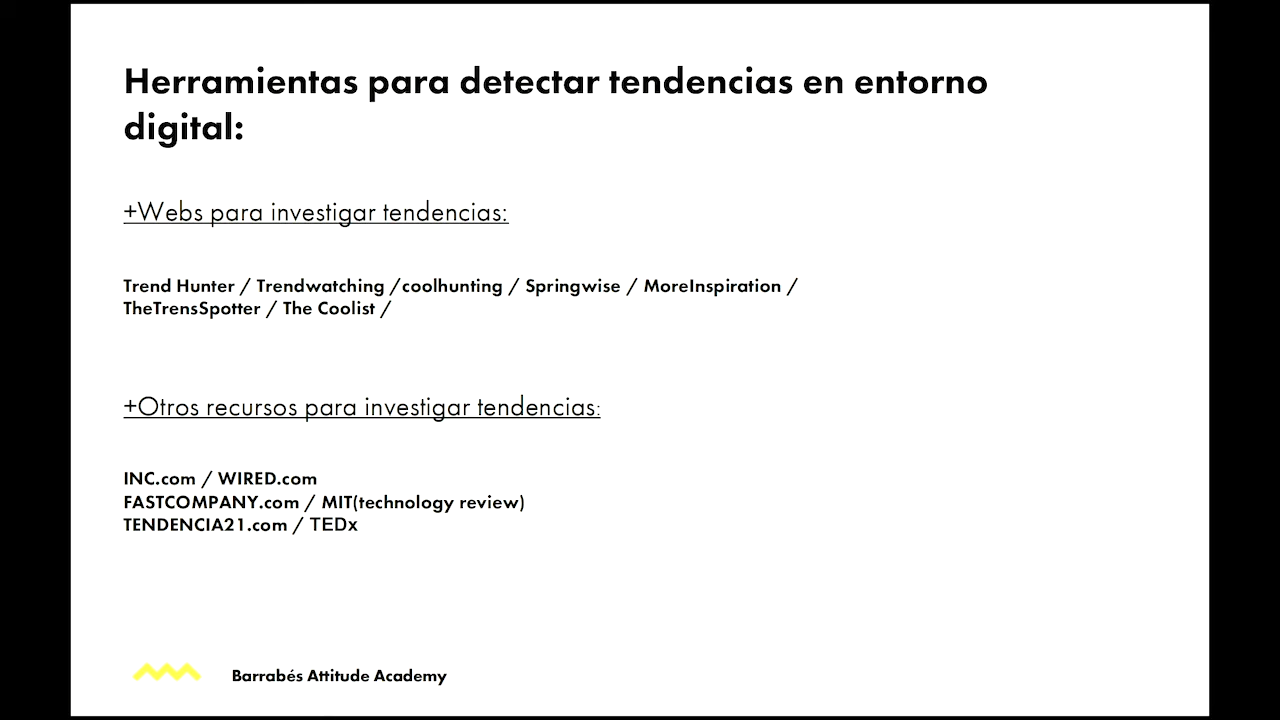 Herramientas para detectar tendencias en entorno
digital:
+Webs para investigar tendencias:
Trend Hunter / Trendwatching /coolhunting / Springwise / MoreInspiration /
TheTrensSpotter / The Coolist /
+Otros recursos para investigar tendencias:
INC.com / WIRED.com
FASTCOMPANY.com / MIT(technology review)
TENDENCIA21.com / TEDx
Barrabés Attitude Academy